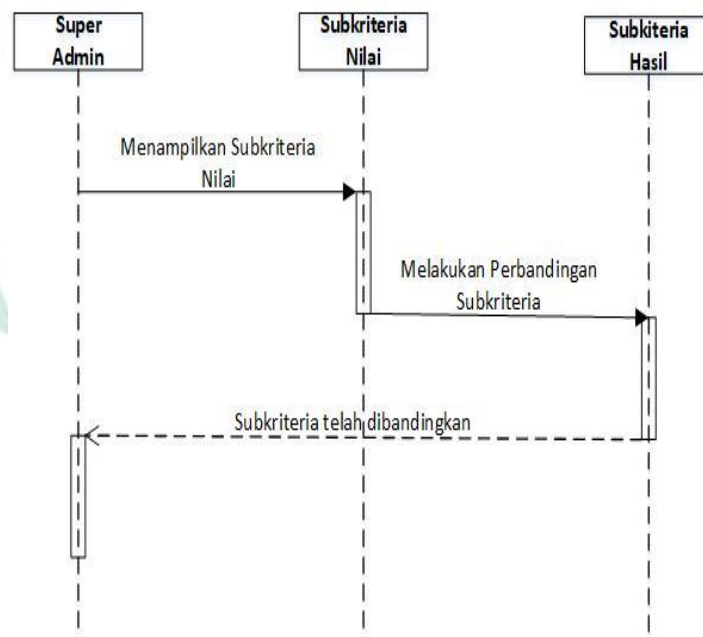 Super
Admin
Subkriteria
Nilai
Subkiteria
Hasil
Menampilkan Subkriteria
Nilai
Melakukan Perbandingan
Subkriteria
Subkriteria telah dibandingkan